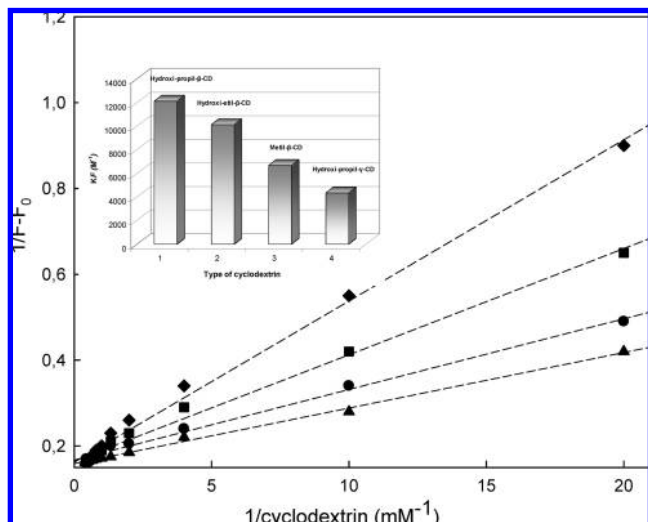 1,2
1,0
0,8
0,6
0,4
0,2
1/F-F0
0
5
10
15
20
1/cyclodextrin (mM-1)
14000
12000
10000
8000
6000
4000
2000
0
KF (M-1)
Hydroxi-propil-β-CD
Hydroxi-etil-β-CD
Metil-β-CD
Hydroxi-propil-γ-CD
1
2
3
4
Type of cyclodextrin